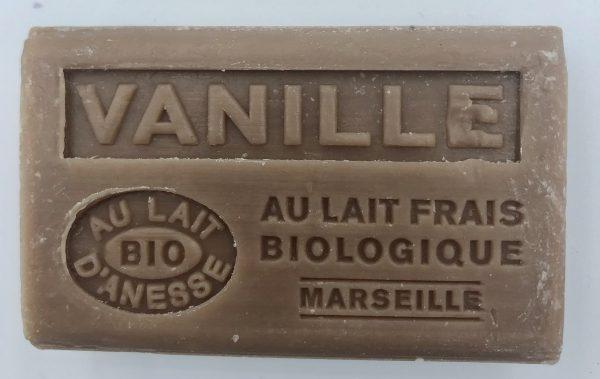 VANILLE
AU LAIT
BIO
D'ANESSE
AU LAIT FRAIS
BIOLOGIQUE
MARSEILLE